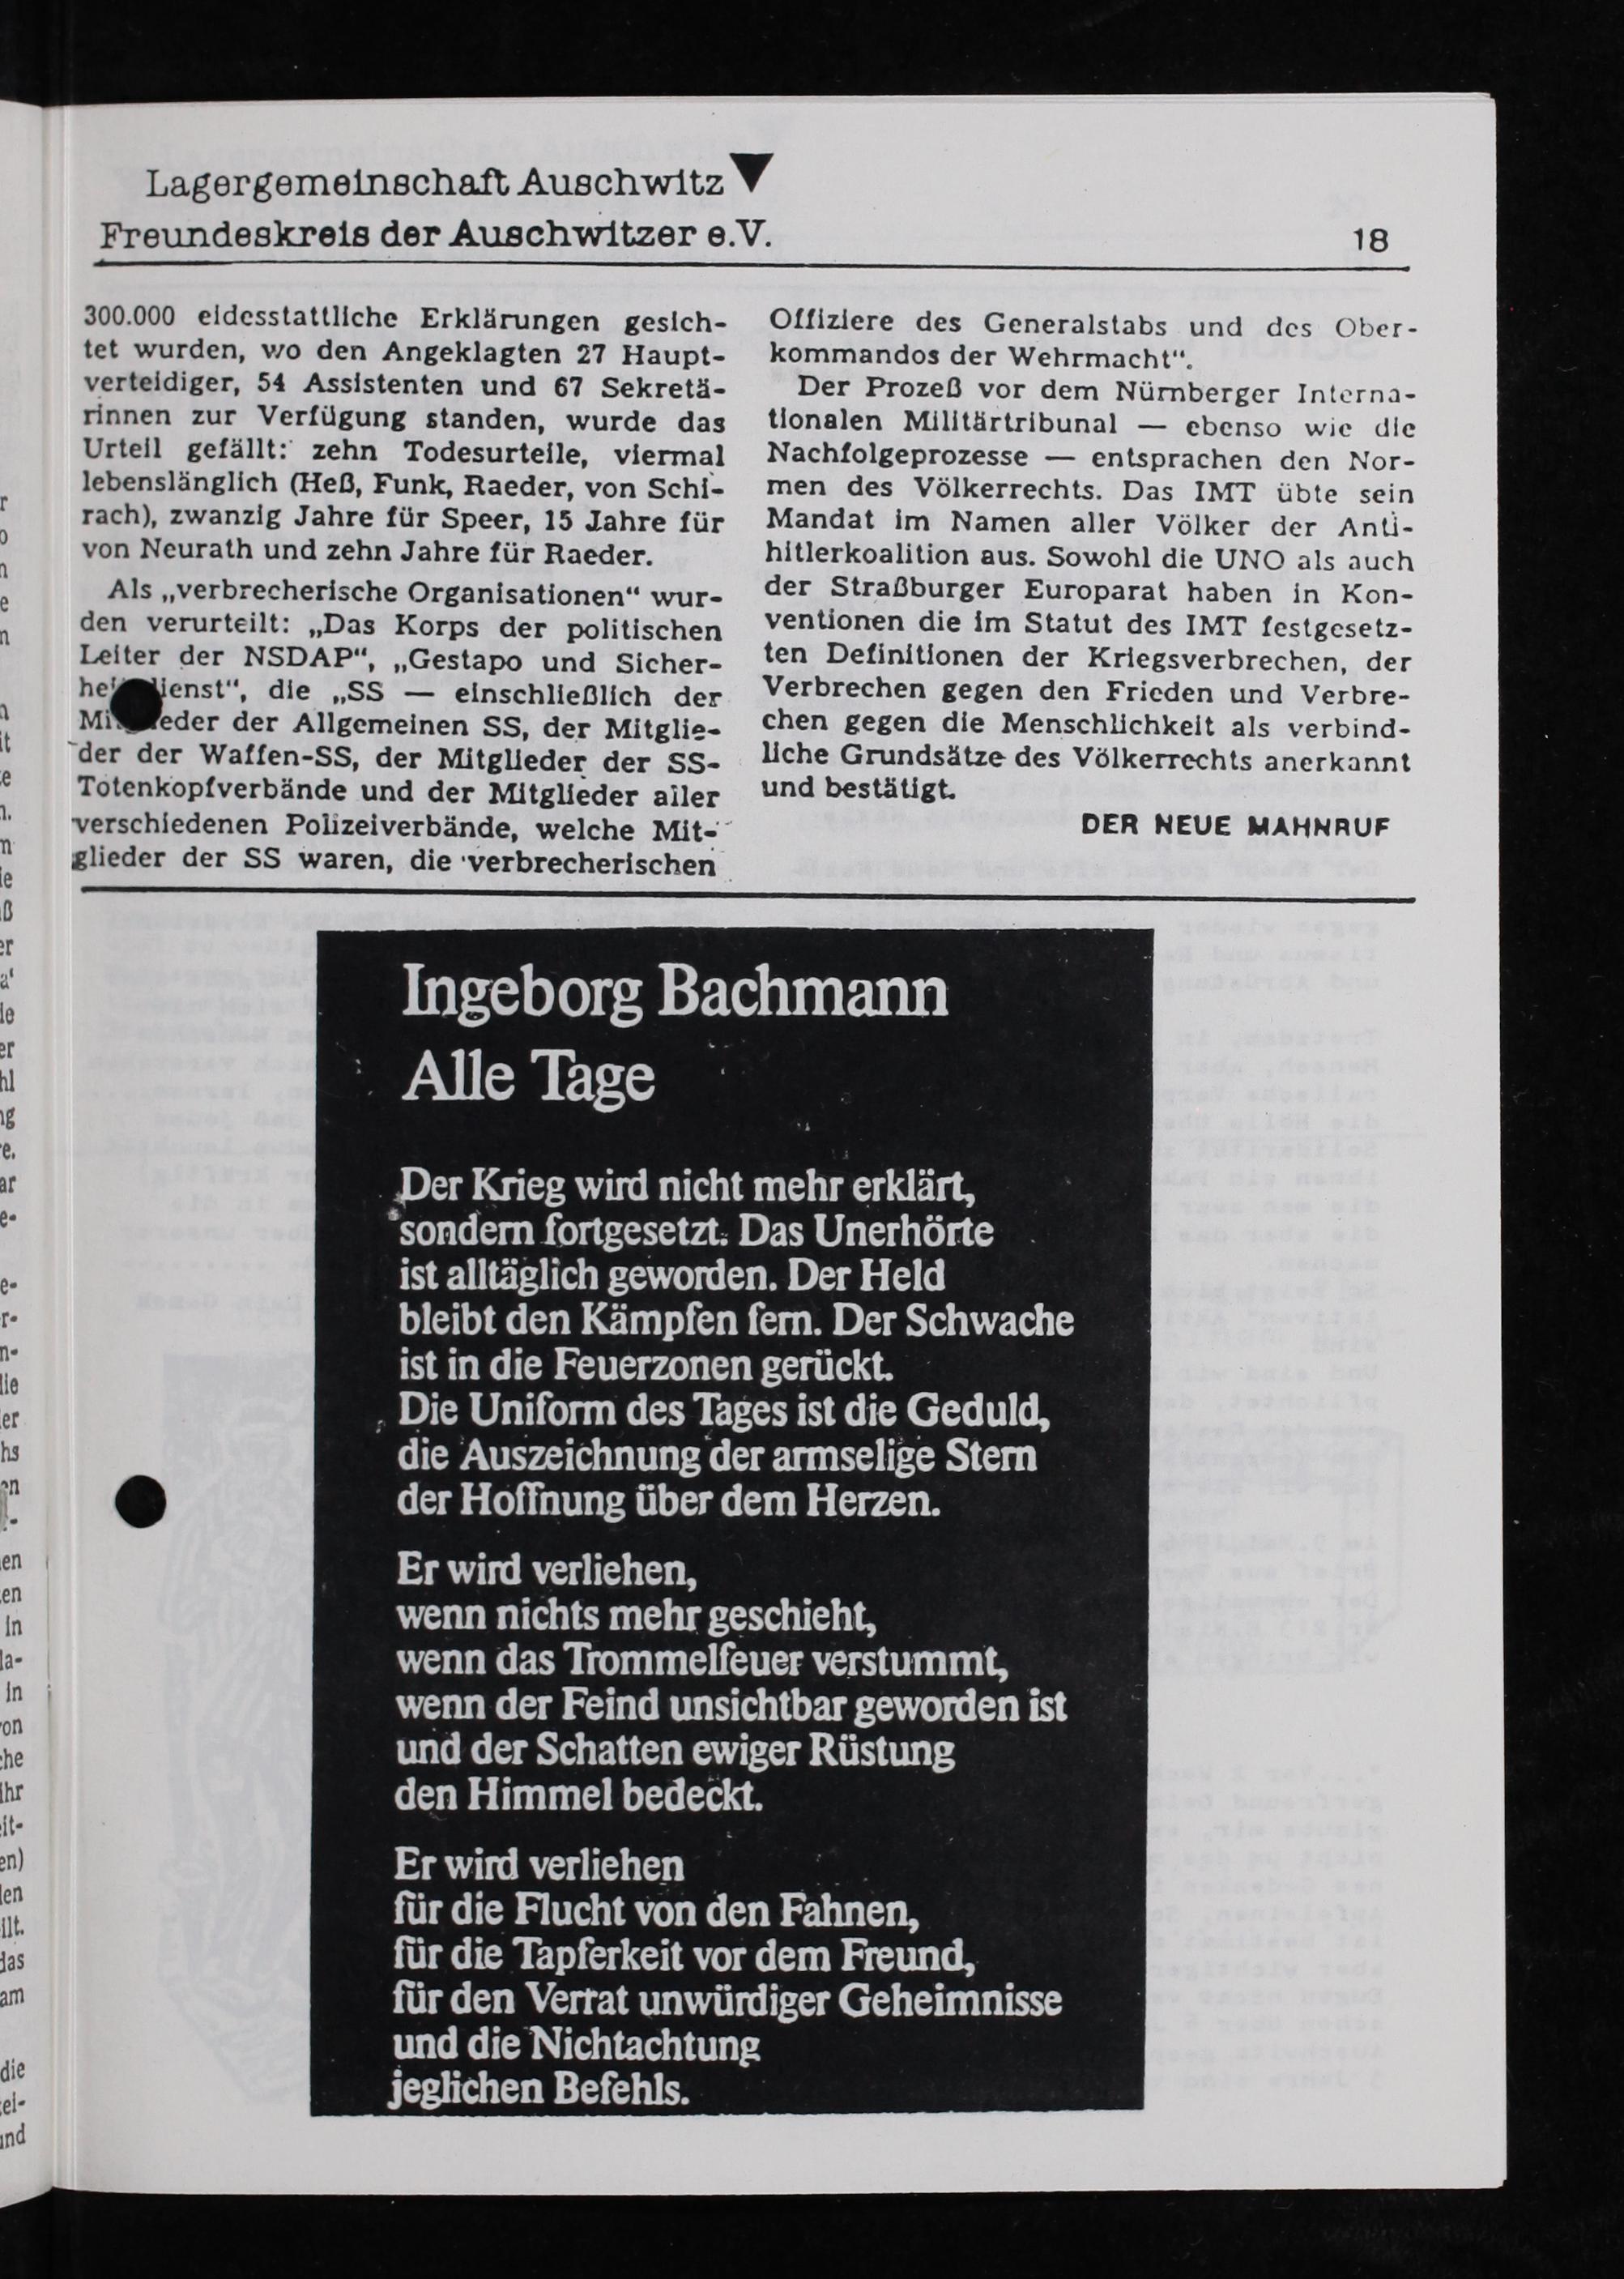 Lagergemeinschaft Auschwitz
Freundeskreis der Auschwitzer e.V.
18
300.000 eidesstattliche Erklärungen gesich-
tet wurden, wo den Angeklagten 27 Haupt-
verteidiger, 54 Assistenten und 67 Sekretä-
rinnen zur Verfügung standen, wurde das
Urteil gefällt: zehn Todesurteile, viermal
lebenslänglich (Heß, Funk, Raeder, von Schi-
rach), zwanzig Jahre für Speer, 15 Jahre für
von Neurath und zehn Jahre für Raeder.
Als „verbrecherische Organisationen“ wur-
den verurteilt: „Das Korps der politischen
Leiter der NSDAP“, „Gestapo und Sicher-
dienst“, die „SS — einschließlich der
der Allgemeinen SS, der Mitglie-
der der Waffen-SS, der Mitglieder der SS-
Totenkopfverbände und der Mitglieder aller
verschiedenen Polizeiverbände, welche Mit-
glieder der SS waren, die verbrecherischen
Offiziere des Generalstabs und des Ober-
kommandos der Wehrmacht“.
Der Prozeß vor dem Nürnberger Interna-
tionalen Militärtribunal — ebenso wie die
Nachfolgeprozesse — entsprachen den Nor-
men des Völkerrechts. Das IMT übte sein
Mandat im Namen aller Völker der Anti-
hitlerkoalition aus. Sowohl die UNO als auch
der Straßburger Europarat haben in Kon-
ventionen die im Statut des IMT festgesetz-
ten Definitionen der Kriegsverbrechen, der
Verbrechen gegen den Frieden und Verbre-
chen gegen die Menschlichkeit als verbind-
liche Grundsätze des Völkerrechts anerkannt
und bestätigt.
DER NEUE MAHNRUF
Ingeborg Bachmann
Alle Tage
Der Krieg wird nicht mehr erklärt,
sondern fortgesetzt. Das Unerhörte
ist alltäglich geworden. Der Held
bleibt den Kämpfen fern. Der Schwache
ist in die Feuerzonen gerückt.
Die Uniform des Tages ist die Geduld,
die Auszeichnung der armselige Stern
der Hoffnung über dem Herzen.
Er wird verliehen,
wenn nichts mehr geschieht,
wenn das Trommelfeuer verstummt,
wenn der Feind unsichtbar geworden ist
und der Schatten ewiger Rüstung
den Himmel bedeckt.
Er wird verliehen
für die Flucht von den Fahnen,
für die Tapferkeit vor dem Freund,
für den Verrat unwürdiger Geheimnisse
und die Nichtachtung
jeglichen Befehls.